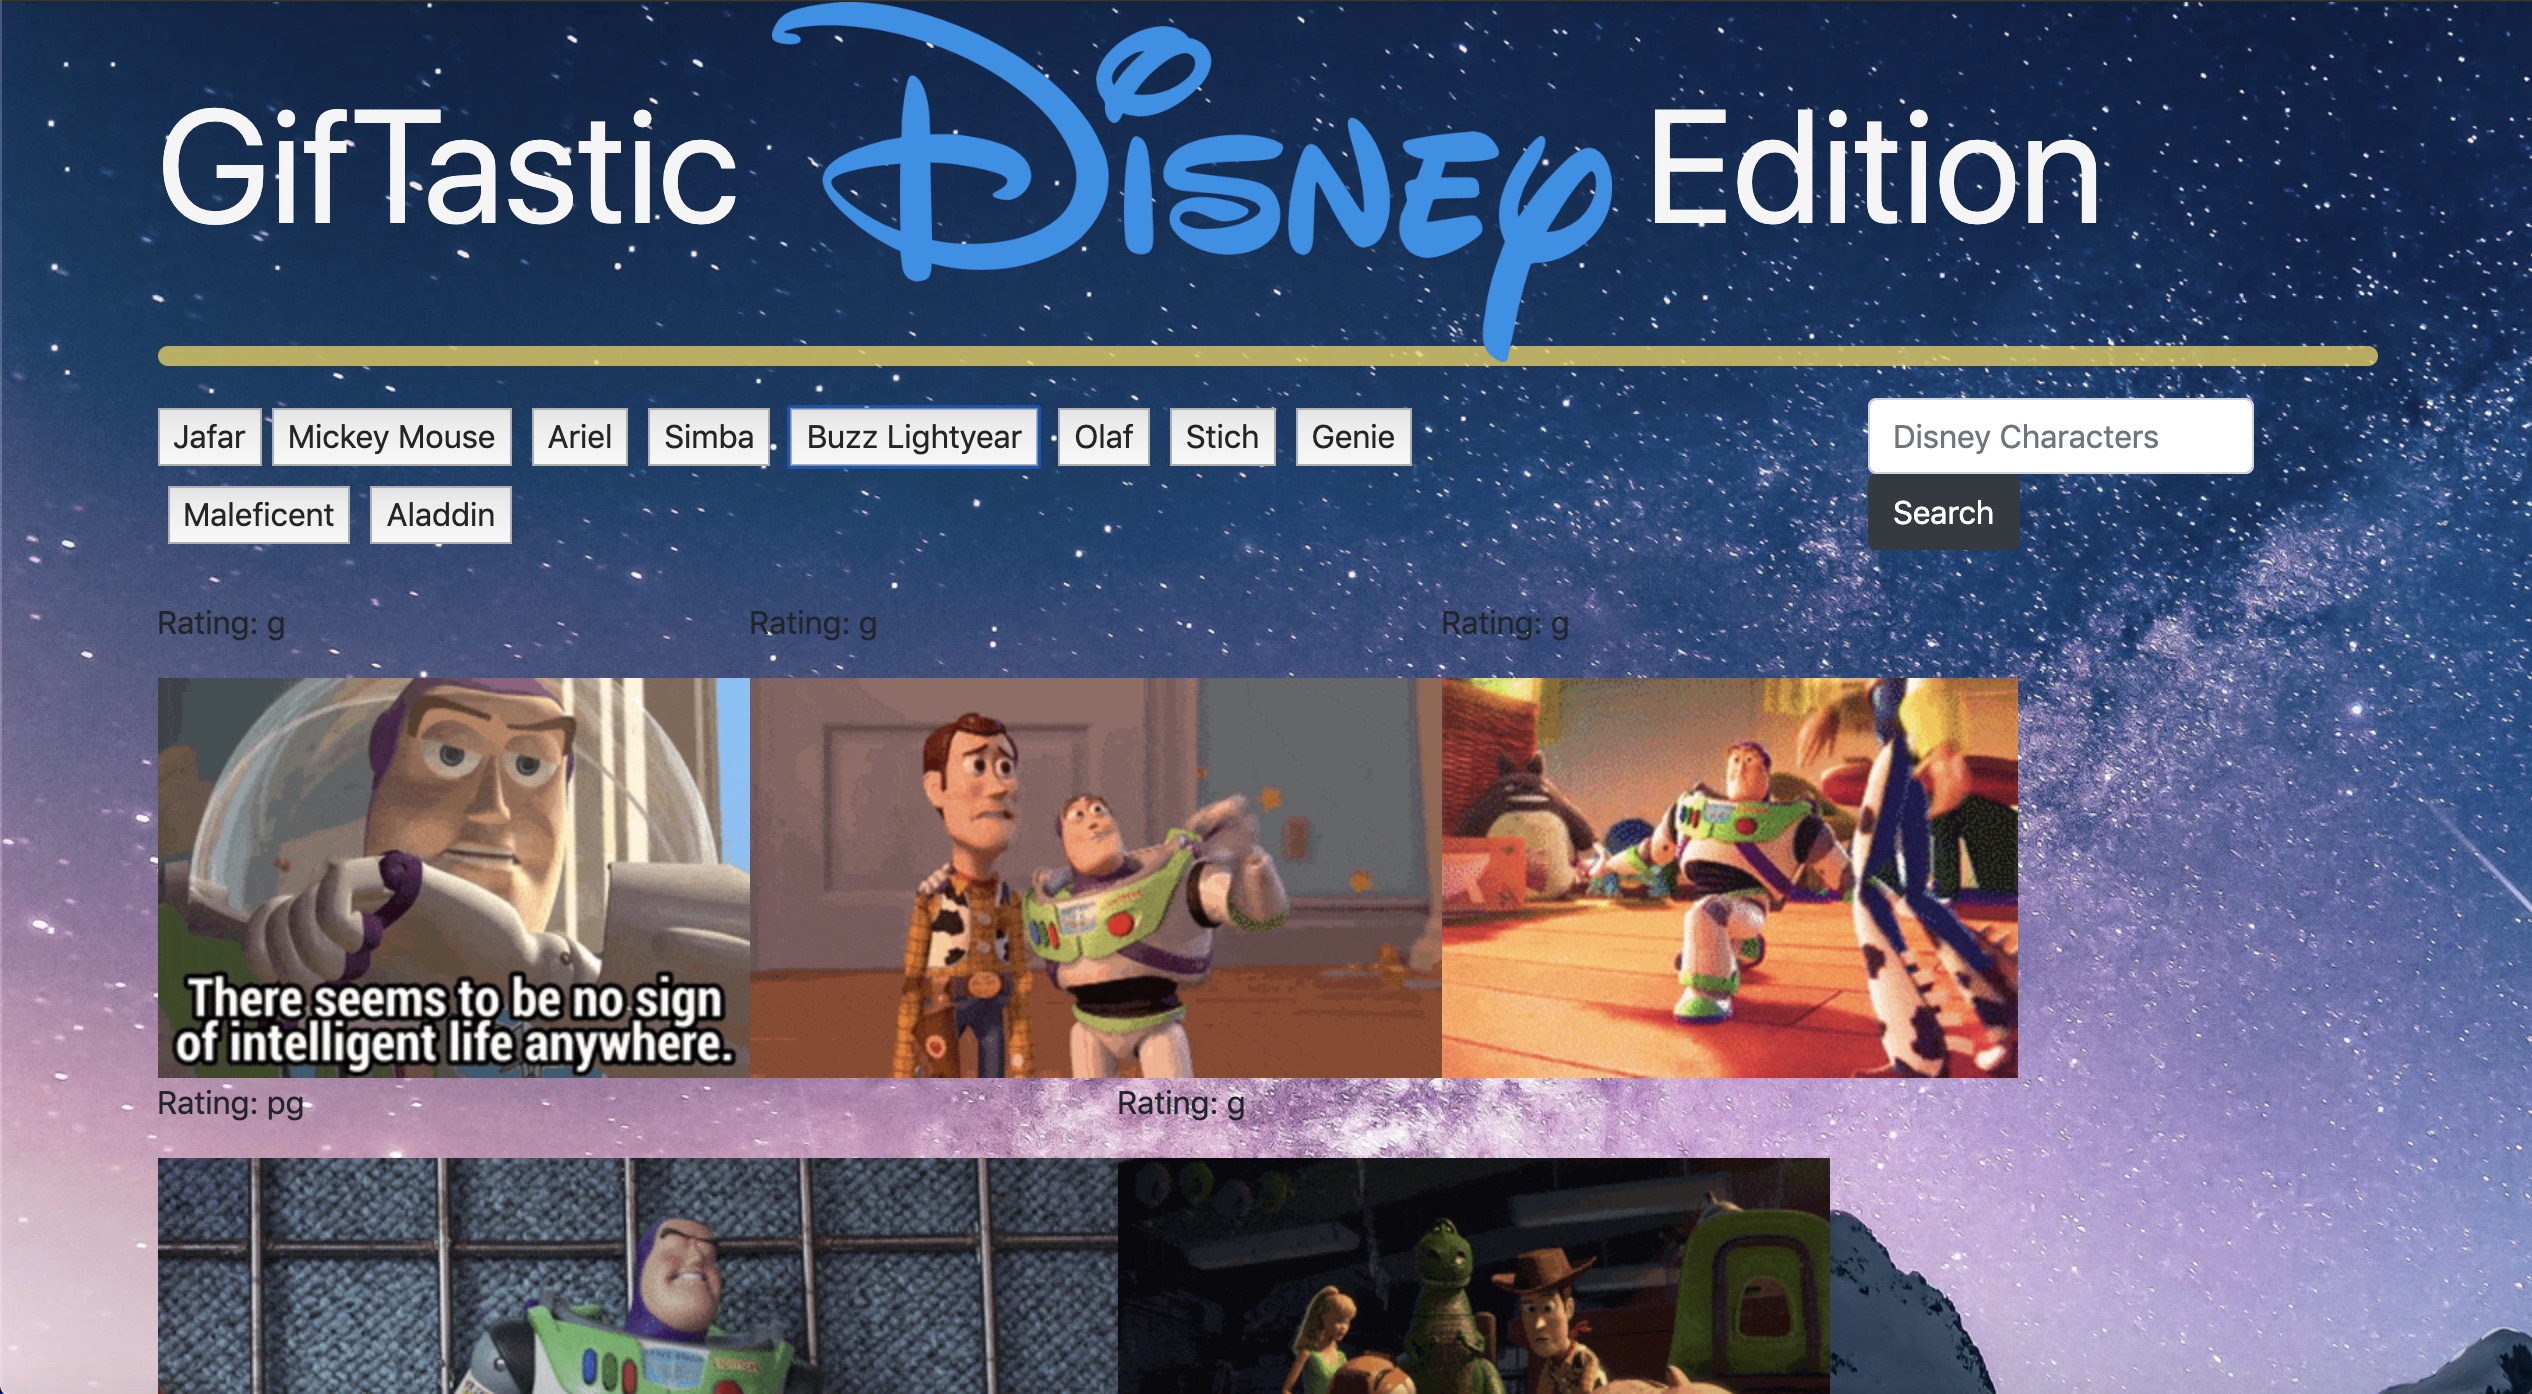 GifTastic Disney Edition
Jafar Mickey Mouse Ariel Simba Buzz Lightyear Olaf Stich Genie Disney Characters
Maleficent Aladdin Search
Rating: g Rating: g Rating: g
There seems to be no sign
of intelligent life anywhere.
Rating: pg Rating: g